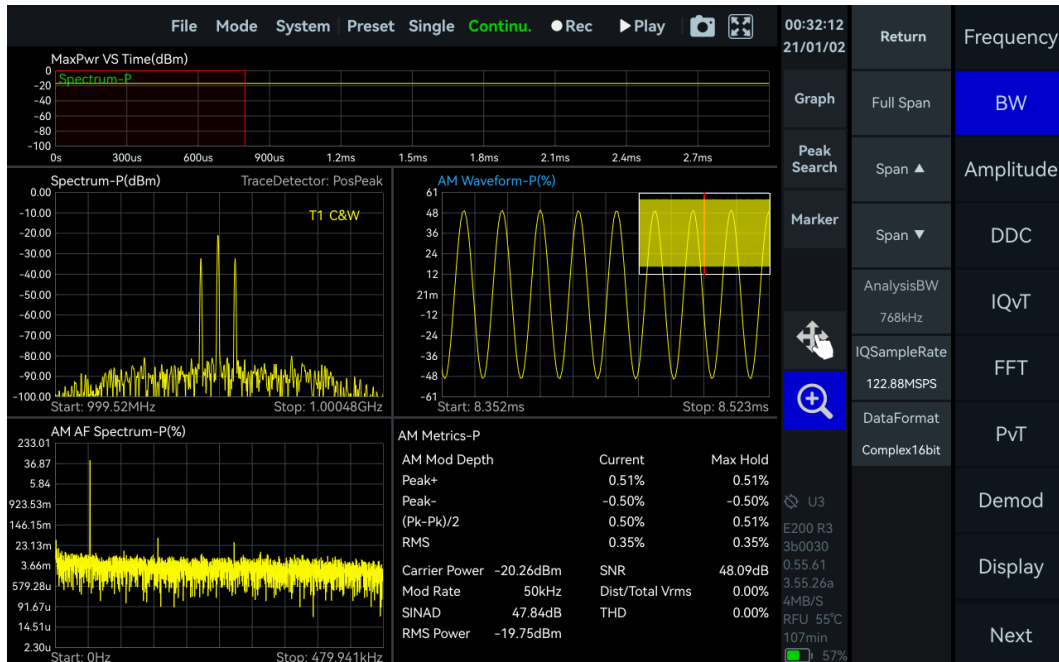 File Mode System Preset Single Continu. Rec Play
00:32:12
21/01/02
Return
Frequency
MaxPwr VS Time(dBm)
Spectrum-P
0
-20
-40
-60
-80
-100
0s 300us 600us 900us 1.2ms 1.5ms 1.8ms 2.1ms 2.4ms 2.7ms
Graph
Full Span
BW
Peak
Search
Span ▲
Amplitude
Marker
Span ▼
DDC
AnalysisBW
768kHz
IQvT
IQSampleRate
122.88MSPS
FFT
DataFormat
Complex16bit
PvT
Demod
Display
Next
Spectrum-P(dBm) TraceDetector: PosPeak
T1 C&W
0.00
-10.00
-20.00
-30.00
-40.00
-50.00
-60.00
-70.00
-80.00
-90.00
-100.00
Start: 999.52MHz Stop: 1.00048GHz
AM Waveform-P(%)
61
48
36
24
12
21m
-12
-24
-36
-48
-61
Start: 8.352ms Stop: 8.523ms
AM AF Spectrum-P(%)
233.01
36.87
5.84
923.53m
146.15m
23.13m
3.66m
579.28u
91.67u
14.51u
2.30u
Start: 0Hz Stop: 479.941kHz
AM Metrics-P
AM Mod Depth Current Max Hold
Peak+ 0.51% 0.51%
Peak- -0.50% -0.50%
(Pk-Pk)/2 0.50% 0.51%
RMS 0.35% 0.35%
Carrier Power -20.26dBm SNR 48.09dB
Mod Rate 50kHz Dist/Total Vrms 0.00%
SINAD 47.84dB THD 0.00%
RMS Power -19.75dBm
U3
E200 R3
3b0030
0.55.61
3.55.26a
4MB/S
RFU 55℃
107min
57%